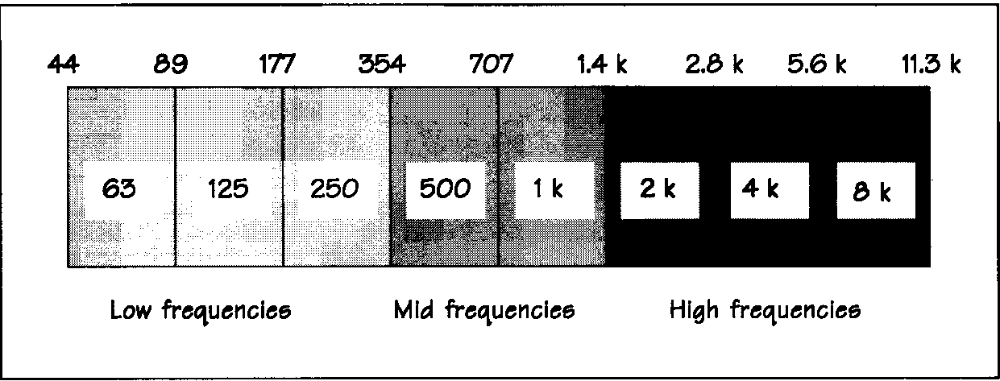 44 89 177 354 707 1.4 k 2.8 k 5.6 k 11.3 k
63 125 250 500 1 k 2 k 4 k 8 k
Low frequencies Mid frequencies High frequencies